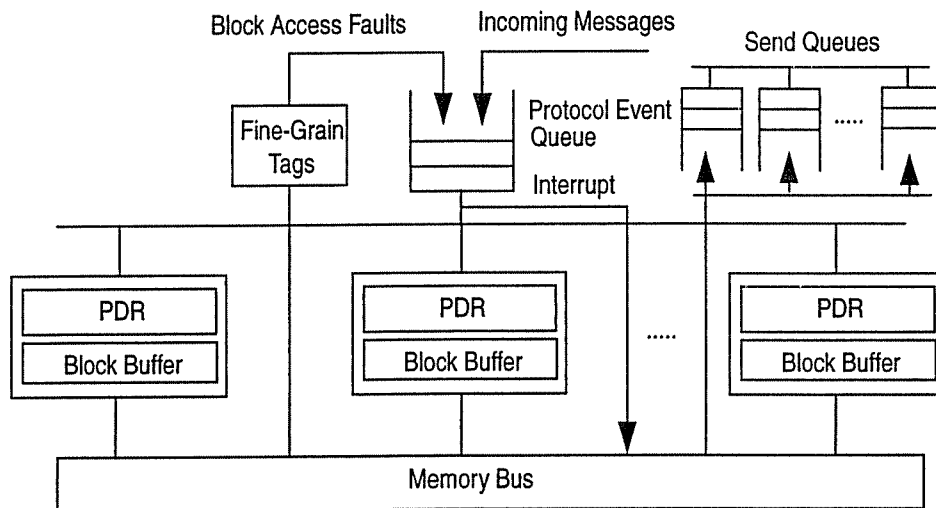 Block Access Faults
Incoming Messages
Send Queues
Fine-Grain
Tags
Protocol Event
Queue
.....
Interrupt
PDR
Block Buffer
PDR
Block Buffer
.....
PDR
Block Buffer
Memory Bus